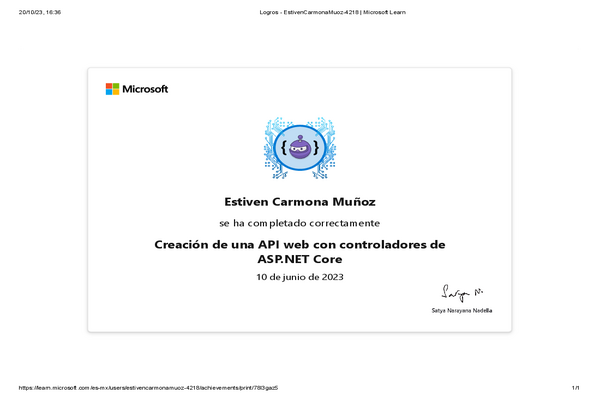 20/10/23, 16:36
Logros - EstivenCarmonaMuoz-4218 | Microsoft Learn
Microsoft
Estiven Carmona Muñoz
se ha completado correctamente
Creación de una API web con controladores de
ASP.NET Core
10 de junio de 2023
Satya N.
Satya Narayana Nadella
https://learn.microsoft.com/es-mx/users/estivencarmonamuoz-4218/achievements/print/78l3gaz5
1/1